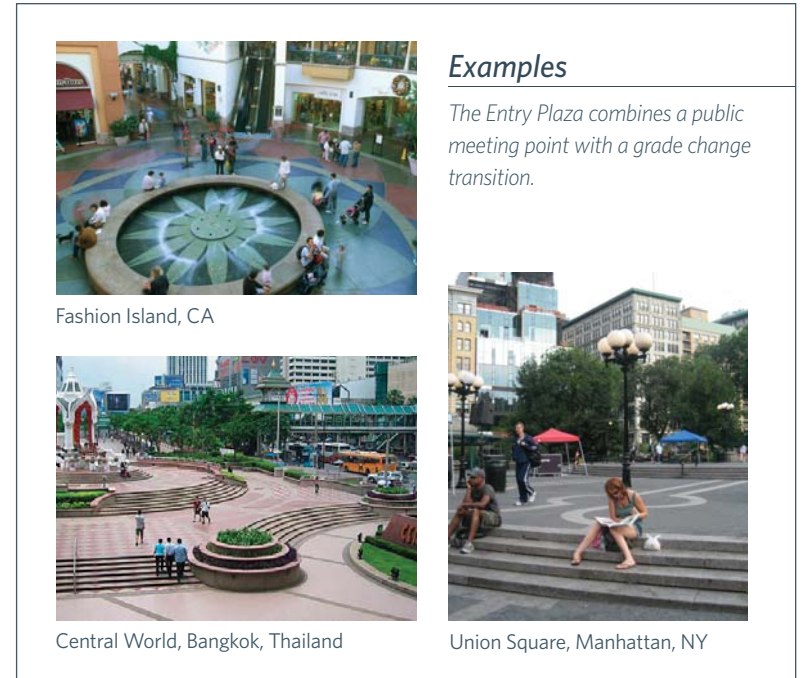 Examples
The Entry Plaza combines a public
meeting point with a grade change
transition.
Fashion Island, CA
Central World, Bangkok, Thailand
Union Square, Manhattan, NY